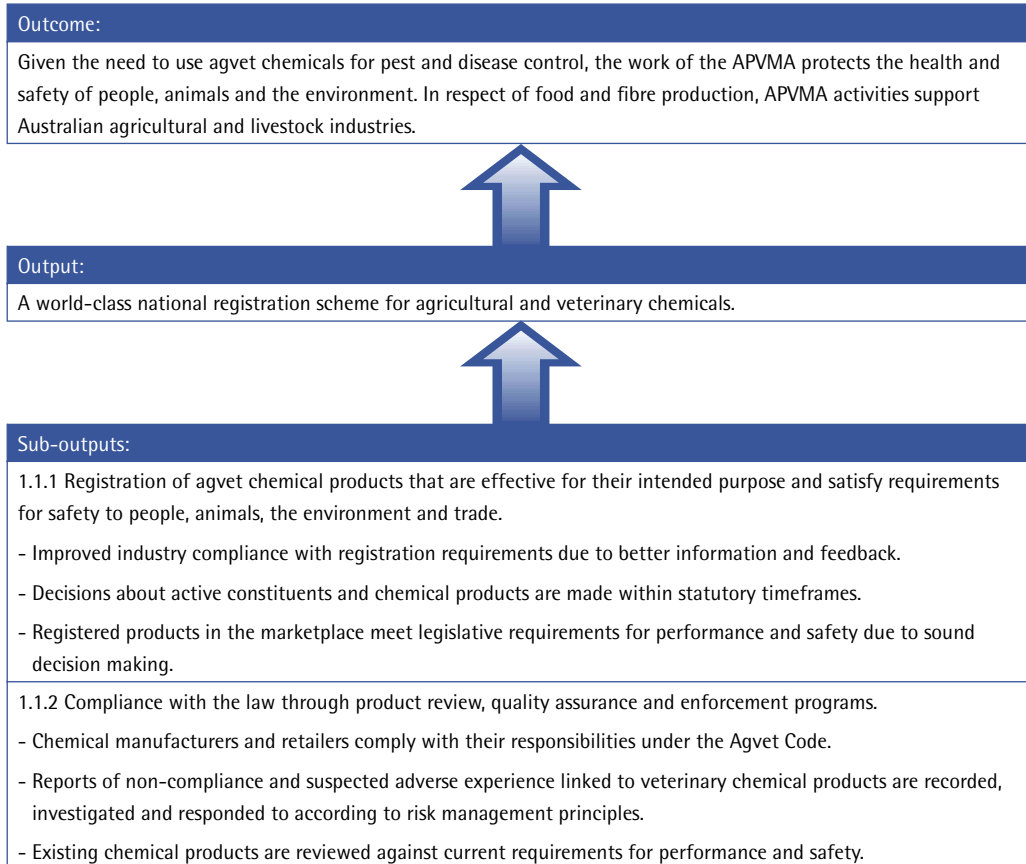 Outcome:
Given the need to use agvet chemicals for pest and disease control, the work of the APVMA protects the health and
safety of people, animals and the environment. In respect of food and fibre production, APVMA activities support
Australian agricultural and livestock industries.
Output:
A world-class national registration scheme for agricultural and veterinary chemicals.
Sub-outputs:
1.1.1 Registration of agvet chemical products that are effective for their intended purpose and satisfy requirements
for safety to people, animals, the environment and trade.
- Improved industry compliance with registration requirements due to better information and feedback.
- Decisions about active constituents and chemical products are made within statutory timeframes.
- Registered products in the marketplace meet legislative requirements for performance and safety due to sound
decision making.
1.1.2 Compliance with the law through product review, quality assurance and enforcement programs.
- Chemical manufacturers and retailers comply with their responsibilities under the Agvet Code.
- Reports of non-compliance and suspected adverse experience linked to veterinary chemical products are recorded,
investigated and responded to according to risk management principles.
- Existing chemical products are reviewed against current requirements for performance and safety.